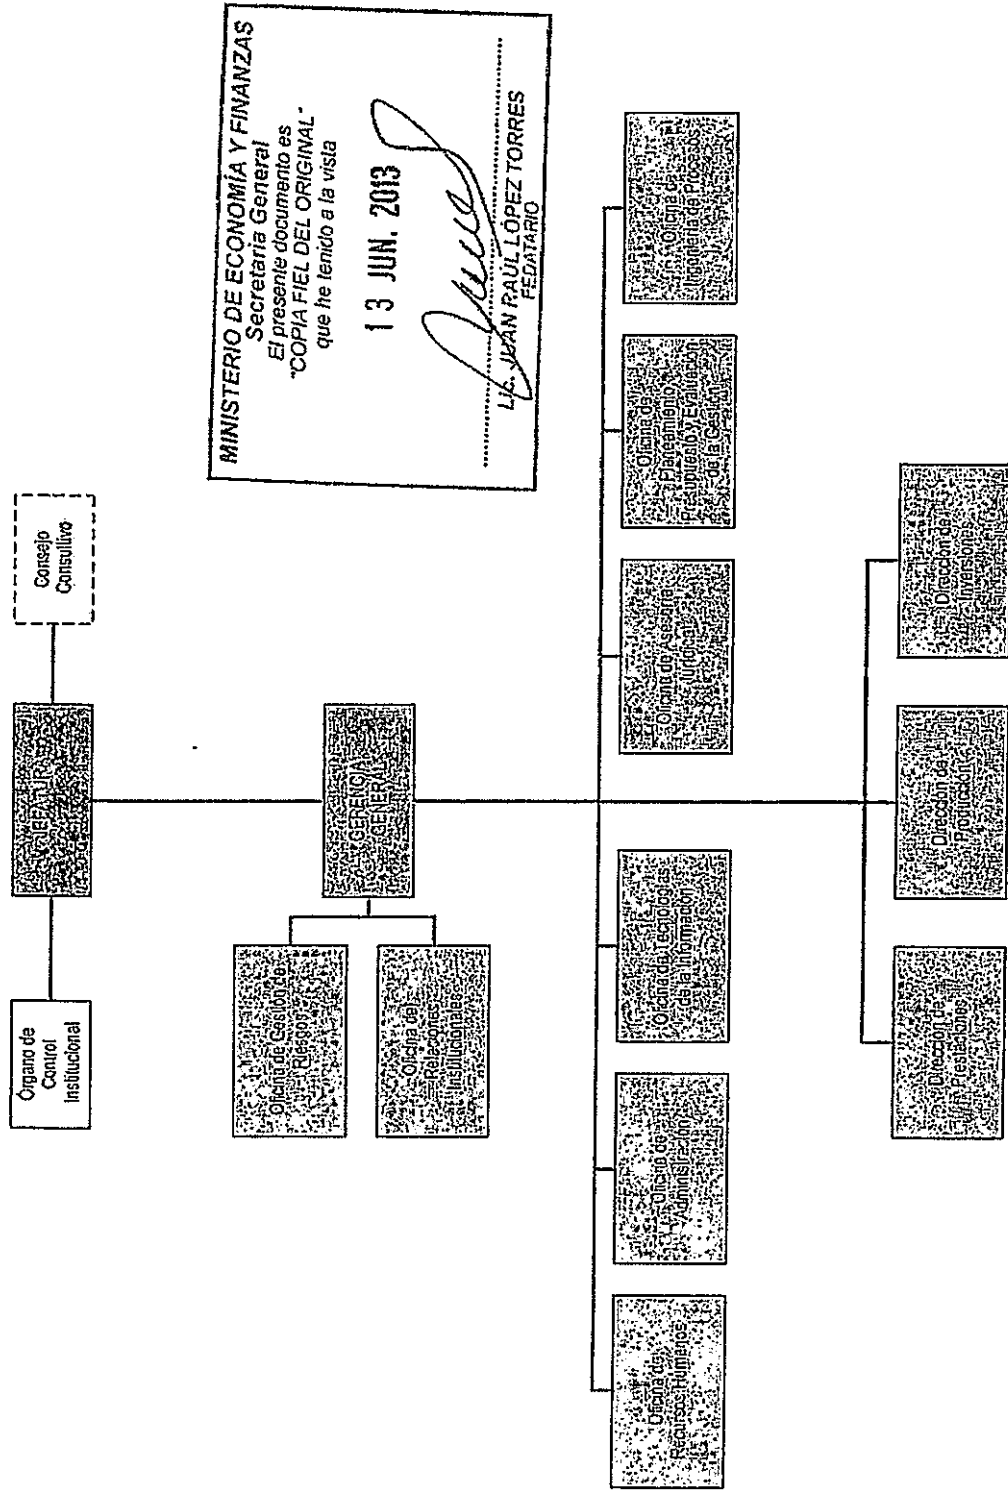 Órgano de
Control
Institucional
JEFATURA
Consejo
Consultivo
MINISTERIO DE ECONOMÍA Y FINANZAS
Secretaría General
El presente documento es
"COPIA FIEL DEL ORIGINAL"
que he tenido a la vista
13 JUN. 2013
Lic. JUAN RAÚL LÓPEZ TORRES
FEDATARIO
GERENCIA
GENERAL
Oficina de Gestión de
Riesgos
Oficina de
Relaciones
Institucionales
Oficina de
Recursos Humanos
Oficina de
Administración
Oficina de Tecnologías
de la Información
Oficina de Asesoría
Jurídica
Oficina de
Planeamiento,
Presupuesto y Evaluación
de la Gestión
Oficina de
Ingeniería de Procesos
Dirección de
Prestaciones
Dirección de
Producción
Dirección de
Inversiones